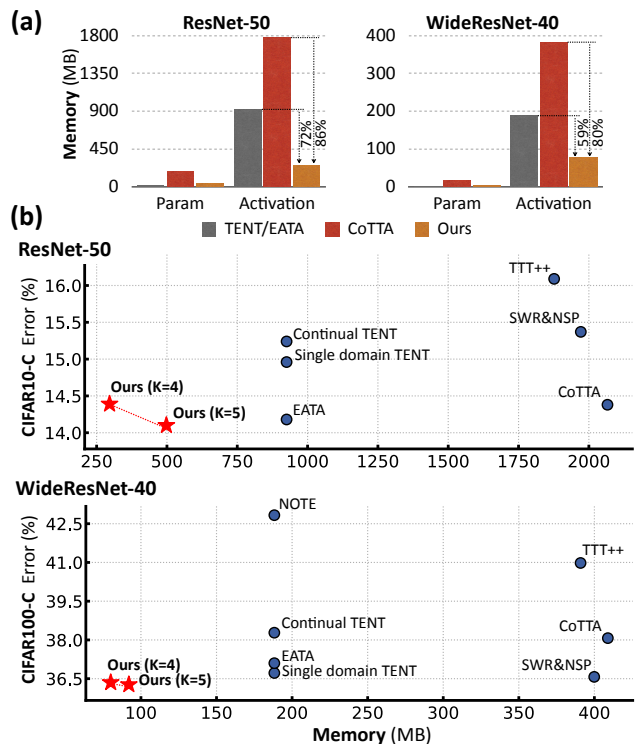 (a)
ResNet-50
WideResNet-40
Memory (MB)
1800
1350
900
450
0
72%
86%
Param
Activation
400
300
200
100
0
59%
80%
Param
Activation
TENT/EATA
CoTTA
Ours
(b)
ResNet-50
CIFAR10-C Error (%)
16.0
15.5
15.0
14.5
14.0
TTT++
SWR&NSP
Continual TENT
Single domain TENT
Ours (K=4)
Ours (K=5)
EATA
CoTTA
250 500 750 1000 1250 1500 1750 2000
WideResNet-40
CIFAR100-C Error (%)
42.5
41.0
39.5
38.0
36.5
NOTE
TTT++
Continual TENT
CoTTA
EATA
Ours (K=4)
Single domain TENT
SWR&NSP
Ours (K=5)
100 150 200 250 300 350 400
Memory (MB)